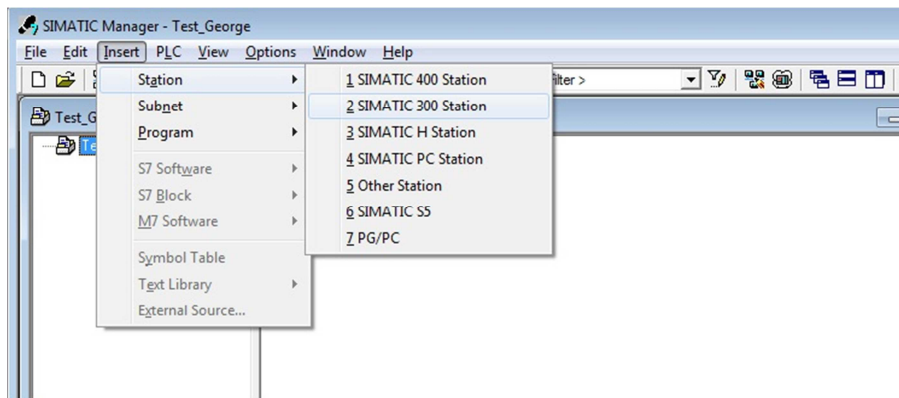 SIMATIC Manager - Test_George
File Edit Insert PLC View Options Window Help
Station
Subnet
Program
S7 Software
S7 Block
M7 Software
Symbol Table
Text Library
External Source...
1 SIMATIC 400 Station
2 SIMATIC 300 Station
3 SIMATIC H Station
4 SIMATIC PC Station
5 Other Station
6 SIMATIC S5
7 PG/PC
Test_G
Te